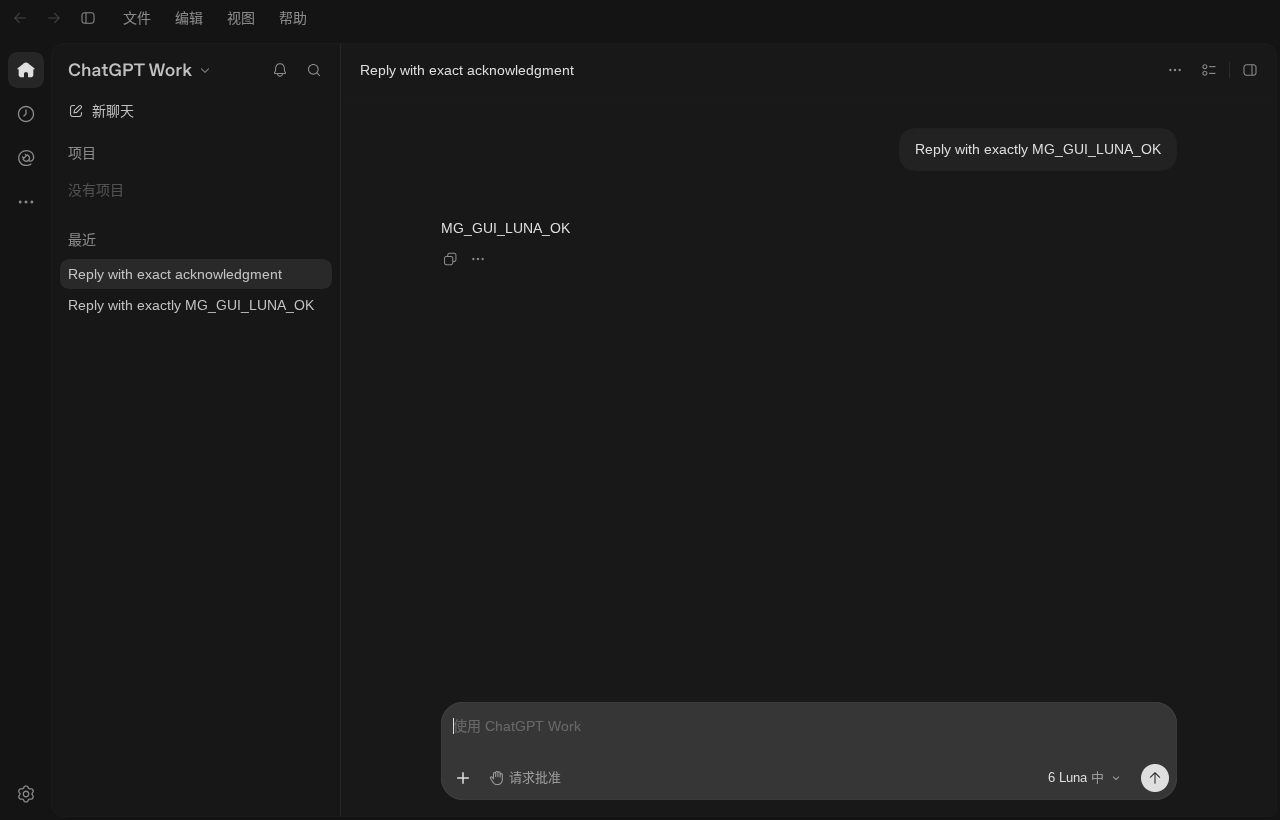 文件 编辑 视图 帮助
ChatGPT Work
新聊天
项目
没有项目
最近
Reply with exact acknowledgment
Reply with exactly MG_GUI_LUNA_OK
Reply with exact acknowledgment
Reply with exactly MG_GUI_LUNA_OK
MG_GUI_LUNA_OK
使用 ChatGPT Work
请求批准
6 Luna 中